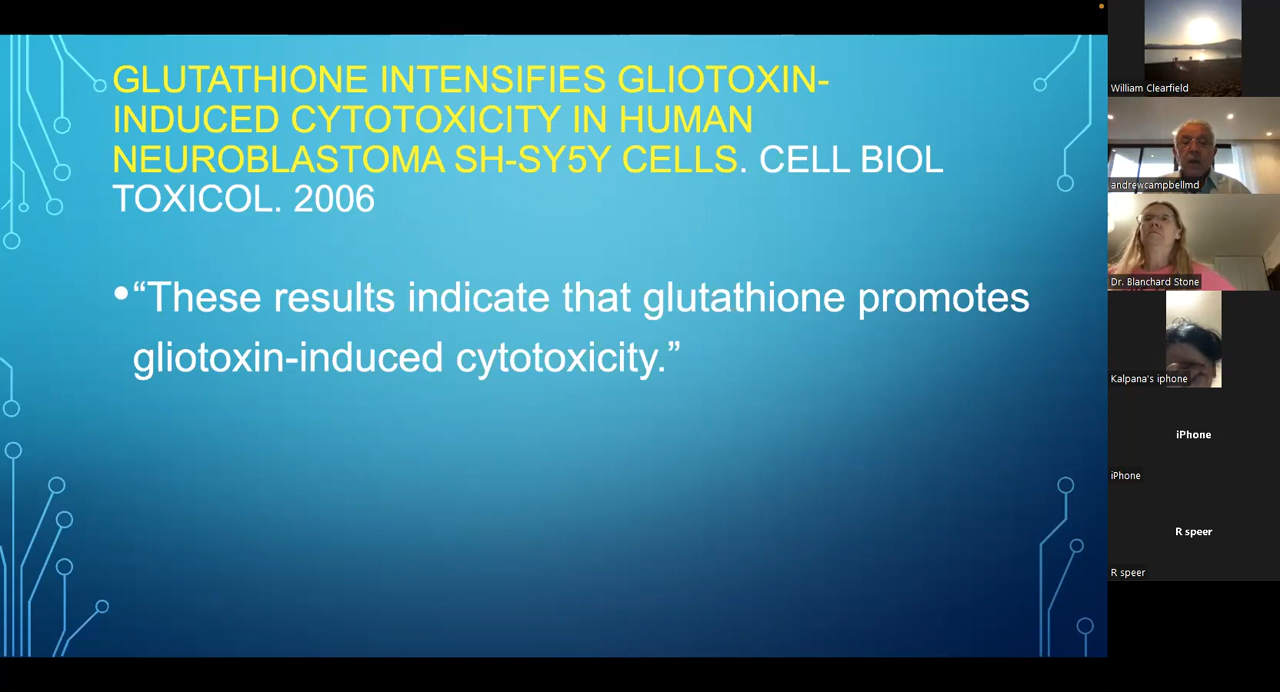 GLUTATHIONE INTENSIFIES GLIOTOXIN-
INDUCED CYTOTOXICITY IN HUMAN
NEUROBLASTOMA SH-SY5Y CELLS. CELL BIOL
TOXICOL. 2006
•“These results indicate that glutathione promotes
gliotoxin-induced cytotoxicity.”
William Clearfield
andrewcampbellmd
Dr. Blanchard Stone
Kalpana's iphone
iPhone
iPhone
R speer
R speer